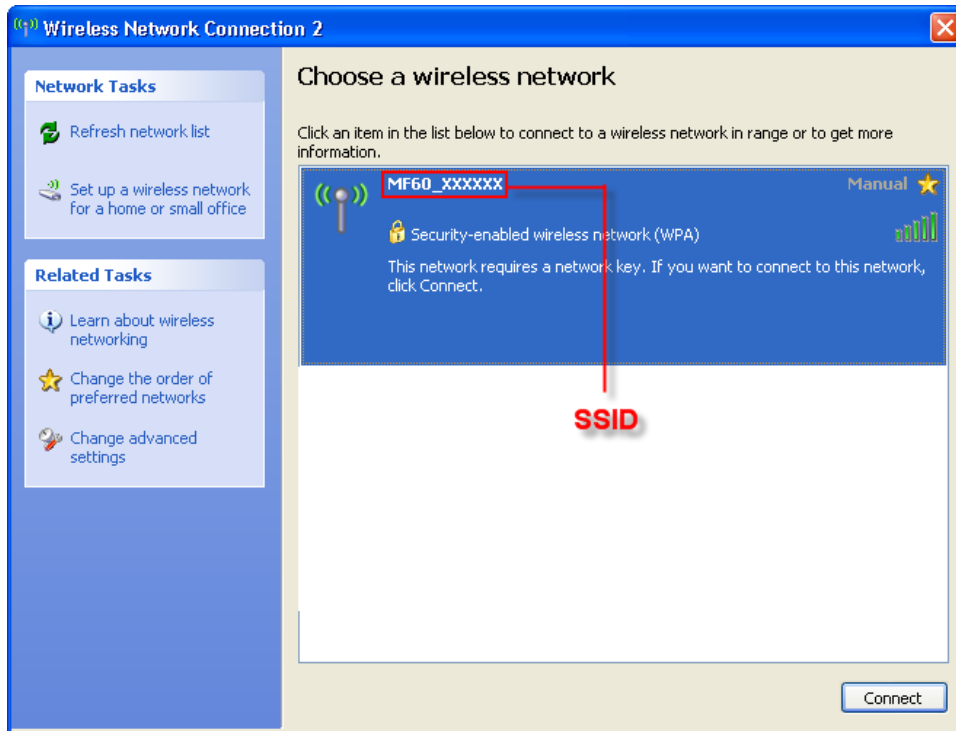 Wireless Network Connection 2
Network Tasks
Refresh network list
Set up a wireless network
for a home or small office
Related Tasks
Learn about wireless
networking
Change the order of
preferred networks
Change advanced
settings
Choose a wireless network
Click an item in the list below to connect to a wireless network in range or to get more
information.
MF60_XXXXXX
Manual
Security-enabled wireless network (WPA)
This network requires a network key. If you want to connect to this network,
click Connect.
SSID
Connect